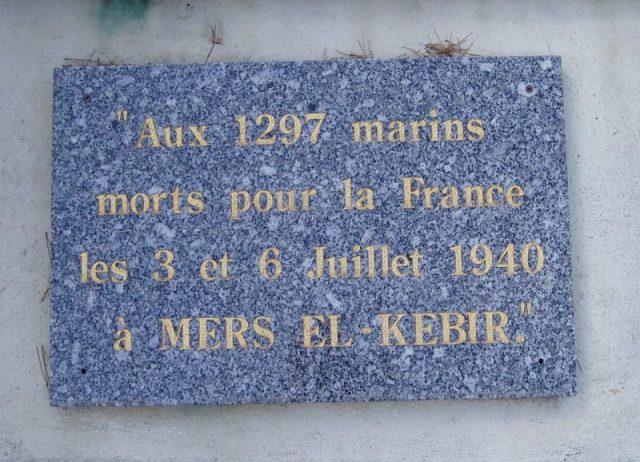 "Aux 1297 marins
morts pour la France
les 3 et 6 Juillet 1940
à MERS EL-KEBIR."